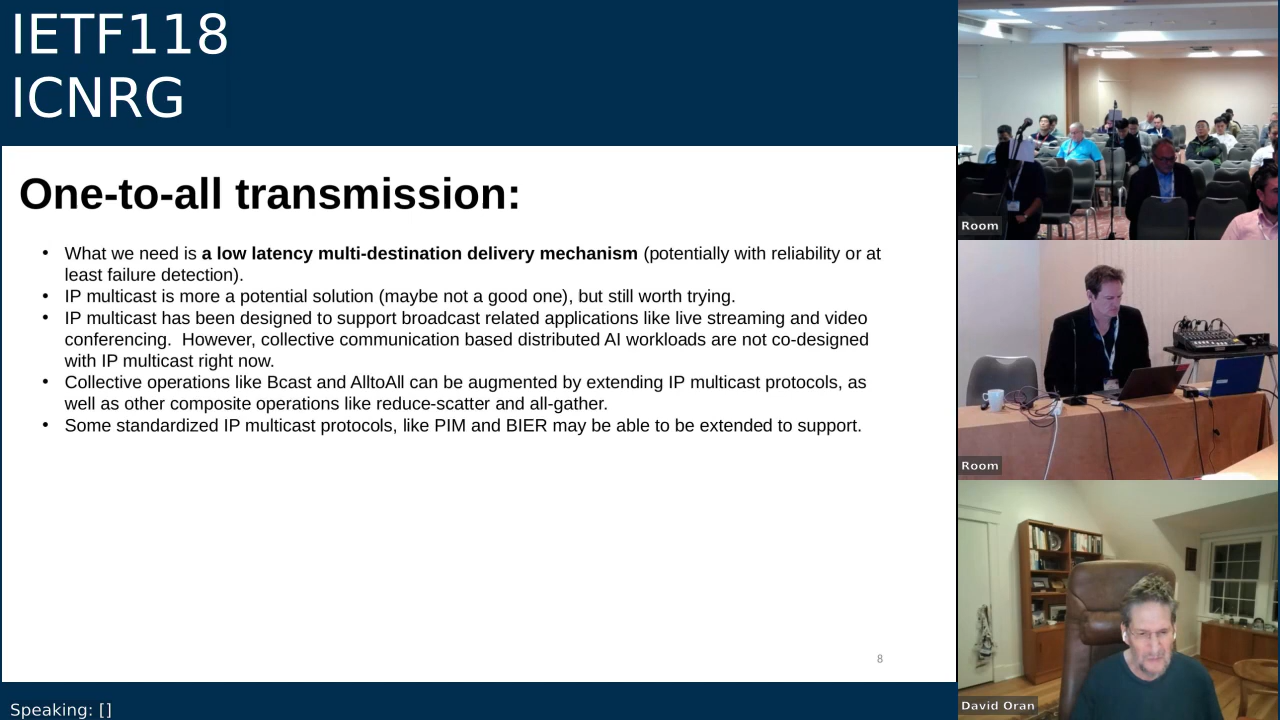 IETF118
ICNRG
One-to-all transmission:
• What we need is a low latency multi-destination delivery mechanism (potentially with reliability or at
least failure detection).
• IP multicast is more a potential solution (maybe not a good one), but still worth trying.
• IP multicast has been designed to support broadcast related applications like live streaming and video
conferencing.  However, collective communication based distributed AI workloads are not co-designed
with IP multicast right now.
• Collective operations like Bcast and AlltoAll can be augmented by extending IP multicast protocols, as
well as other composite operations like reduce-scatter and all-gather.
• Some standardized IP multicast protocols, like PIM and BIER may be able to be extended to support.
8
Speaking: []
Room
Room
David Oran